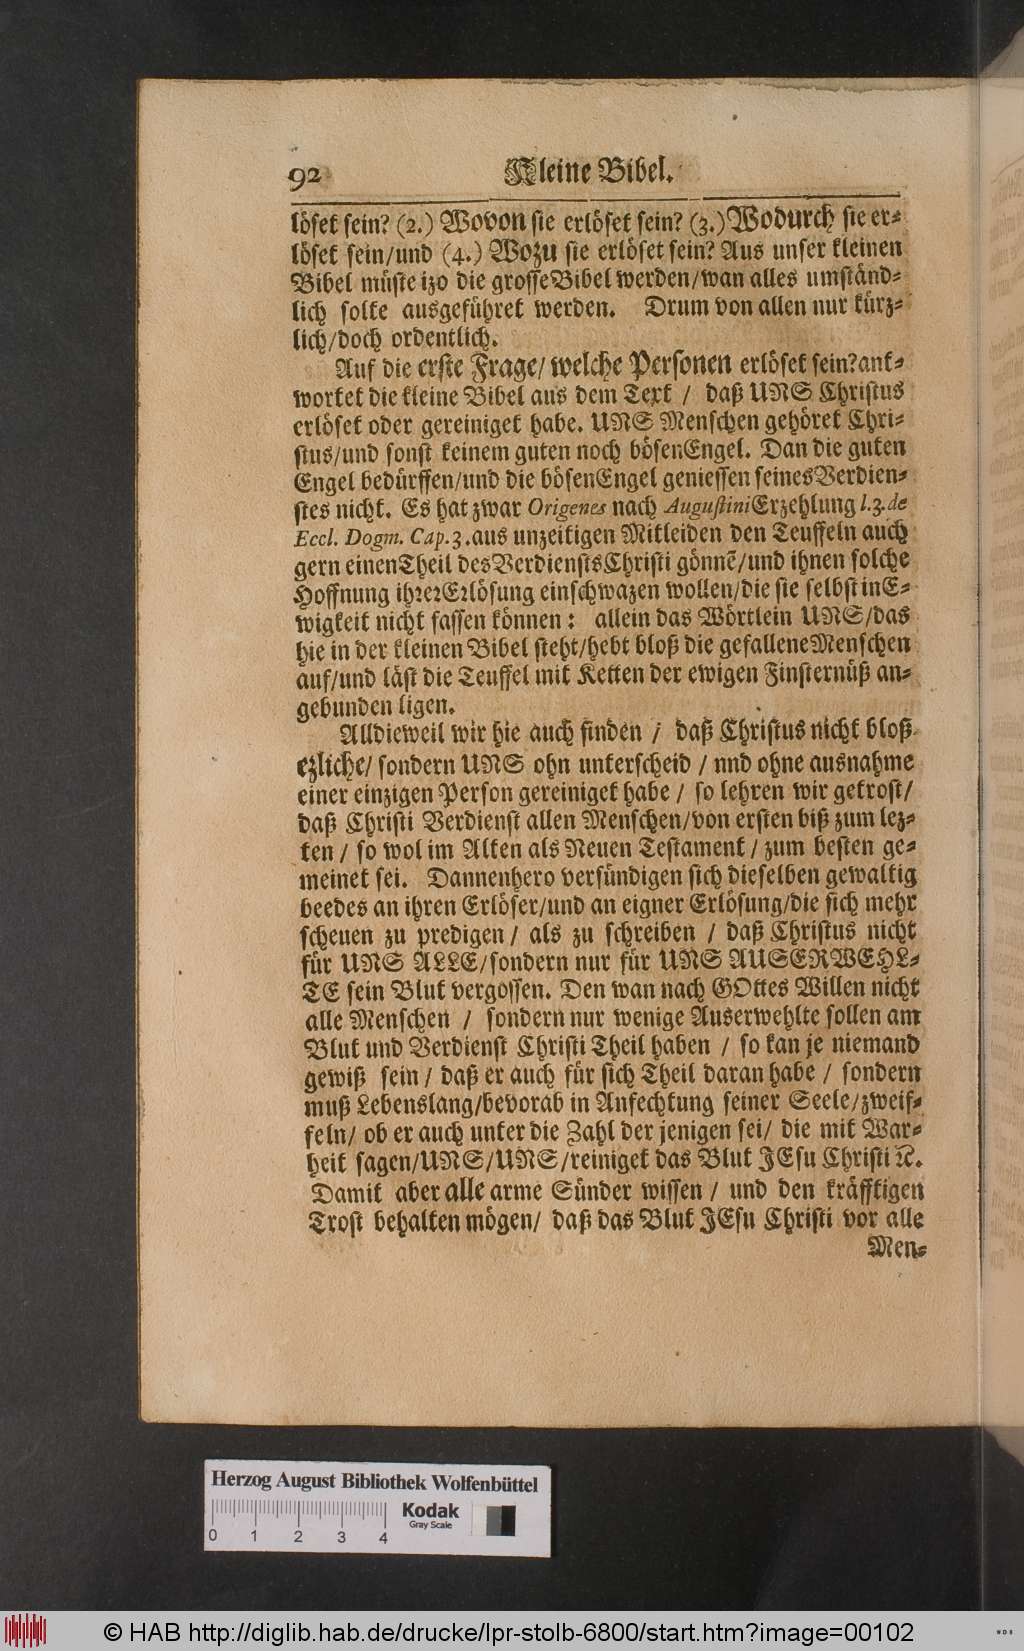 92 Kleine Bibel.
löset sein? (2.) Wovon sie erlöset sein? (3.) Wodurch sie er-
löset sein/und (4.) Wozu sie erlöset sein? Aus unser kleinen
Bibel müste izo die grosse Bibel werden/wan alles umständ-
lich solte ausgeführet werden. Drum von allen nur kürz-
lich/doch ordentlich.
Auf die erste Frage/ welche Personen erlöset sein? ant-
wortet die kleine Bibel aus dem Text / daß UNS Christus
erlöset oder gereiniget habe. UNS Menschen gehöret Chri-
stus/und sonst keinem guten noch bösen Engel. Dan die guten
Engel bedürffen/und die bösen Engel geniessen seines Verdien-
stes nicht. Es hat zwar Origenes nach Augustini Erzehlung l.3.de
Eccl. Dogm. Cap.3. aus unzeitigen Mitleiden den Teuffeln auch
gern einen Theil des Verdiensts Christi gönnē/und ihnen solche
Hoffnung ihrer Erlösung einschwazen wollen/die sie selbst in E-
wigkeit nicht fassen können: allein das Wörtlein UNS/das
hie in der kleinen Bibel steht/hebt bloß die gefallene Menschen
auf/und läst die Teuffel mit Ketten der ewigen Finsternüß an-
gebunden ligen.
Alldieweil wir hie auch finden / daß Christus nicht bloß
ezliche/ sondern UNS ohn unterscheid / nnd ohne ausnahme
einer einzigen Person gereiniget habe / so lehren wir getrost/
daß Christi Verdienst allen Menschen/von ersten biß zum lez-
ten / so wol im Alten als Neuen Testament / zum besten ge-
meinet sei. Dannenhero versündigen sich dieselben gewaltig
beedes an ihren Erlöser/und an eigner Erlösung/die sich mehr
scheuen zu predigen / als zu schreiben / daß Christus nicht
für UNS ALLE/sondern nur für UNS AUSERWEHL-
TE sein Blut vergossen. Den wan nach GOttes Willen nicht
alle Menschen / sondern nur wenige Auserwehlte sollen am
Blut und Verdienst Christi Theil haben / so kan je niemand
gewiß sein / daß er auch für sich Theil daran habe / sondern
muß Lebenslang/bevorab in Anfechtung seiner Seele/zweif-
feln/ ob er auch unter die Zahl der jenigen sei/ die mit War-
heit sagen/UNS/UNS/reiniget das Blut JEsu Christi ꝛc.
Damit aber alle arme Sünder wissen / und den kräfftigen
Trost behalten mögen/ daß das Blut JEsu Christi vor alle
Men-
Herzog August Bibliothek Wolfenbüttel
Kodak
Gray Scale
0 1 2 3 4
© HAB http://diglib.hab.de/drucke/lpr-stolb-6800/start.htm?image=00102